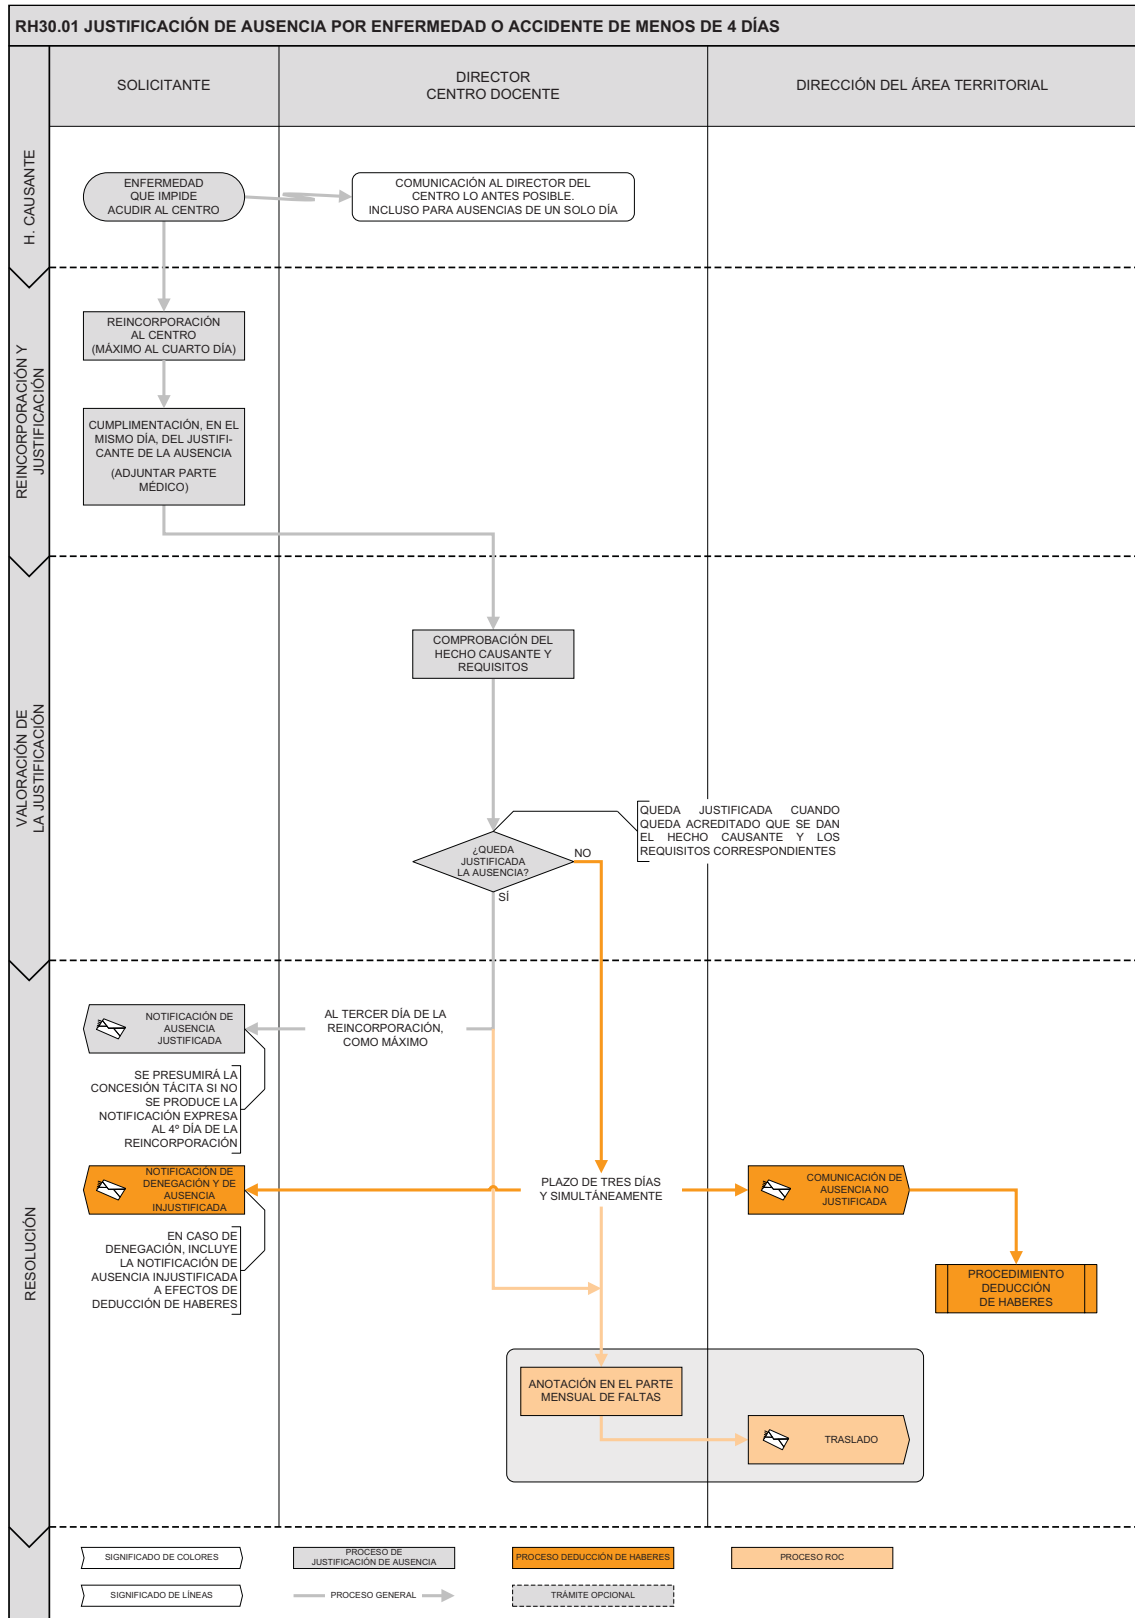 RH30.01 JUSTIFICACIÓN DE AUSENCIA POR ENFERMEDAD O ACCIDENTE DE MENOS DE 4 DÍAS
SOLICITANTE
DIRECTOR
CENTRO DOCENTE
DIRECCIÓN DEL ÁREA TERRITORIAL
H. CAUSANTE
ENFERMEDAD
QUE IMPIDE
ACUDIR AL CENTRO
COMUNICACIÓN AL DIRECTOR DEL
CENTRO LO ANTES POSIBLE.
INCLUSO PARA AUSENCIAS DE UN SOLO DÍA
REINCORPORACIÓN Y
JUSTIFICACIÓN
REINCORPORACIÓN
AL CENTRO
(MÁXIMO AL CUARTO DÍA)
CUMPLIMENTACIÓN, EN EL
MISMO DÍA, DEL JUSTIFI-
CANTE DE LA AUSENCIA
(ADJUNTAR PARTE
MÉDICO)
VALORACIÓN DE
LA JUSTIFICACIÓN
COMPROBACIÓN DEL
HECHO CAUSANTE Y
REQUISITOS
QUEDA JUSTIFICADA CUANDO
QUEDA ACREDITADO QUE SE DAN
EL HECHO CAUSANTE Y LOS
REQUISITOS CORRESPONDIENTES
¿QUEDA
JUSTIFICADA
LA AUSENCIA?
NO
SÍ
RESOLUCIÓN
NOTIFICACIÓN DE
AUSENCIA
JUSTIFICADA
AL TERCER DÍA DE LA
REINCORPORACIÓN,
COMO MÁXIMO
SE PRESUMIRÁ LA
CONCESIÓN TÁCITA SI NO
SE PRODUCE LA
NOTIFICACIÓN EXPRESA
AL 4º DÍA DE LA
REINCORPORACIÓN
NOTIFICACIÓN DE
DENEGACIÓN Y DE
AUSENCIA
INJUSTIFICADA
PLAZO DE TRES DÍAS
Y SIMULTÁNEAMENTE
COMUNICACIÓN DE
AUSENCIA NO
JUSTIFICADA
EN CASO DE
DENEGACIÓN, INCLUYE
LA NOTIFICACIÓN DE
AUSENCIA INJUSTIFICADA
A EFECTOS DE
DEDUCCIÓN DE HABERES
PROCEDIMIENTO
DEDUCCIÓN
DE HABERES
ANOTACIÓN EN EL PARTE
MENSUAL DE FALTAS
TRASLADO
SIGNIFICADO DE COLORES
PROCESO DE
JUSTIFICACIÓN DE AUSENCIA
PROCESO DEDUCCIÓN DE HABERES
PROCESO ROC
SIGNIFICADO DE LÍNEAS
PROCESO GENERAL
TRÁMITE OPCIONAL